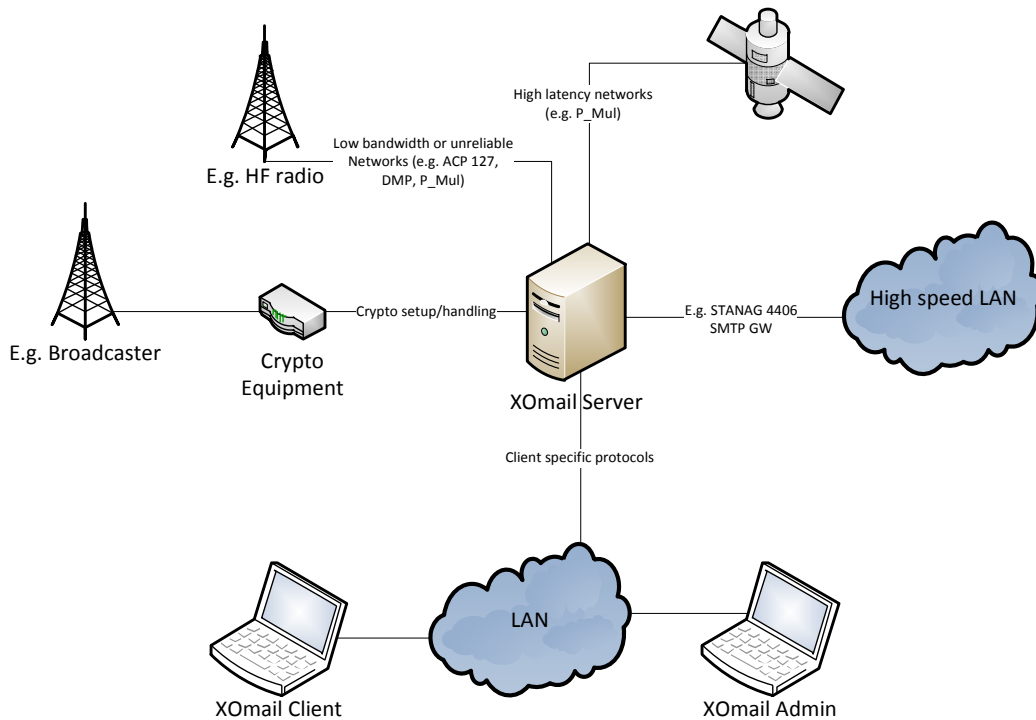 High latency networks
(e.g. P_Mul)
Low bandwidth or unreliable
Networks (e.g. ACP 127,
DMP, P_Mul)
E.g. HF radio
E.g. Broadcaster
Crypto
Equipment
Crypto setup/handling
XOmail Server
E.g. STANAG 4406
SMTP GW
High speed LAN
Client specific protocols
LAN
XOmail Client
XOmail Admin